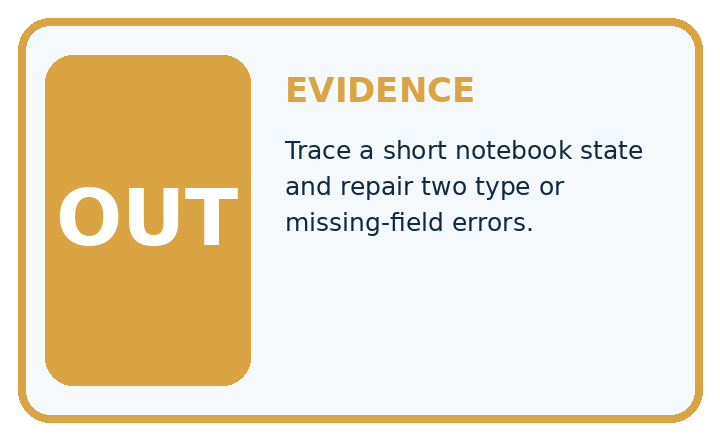 OUT
EVIDENCE
Trace a short notebook state
and repair two type or
missing-field errors.